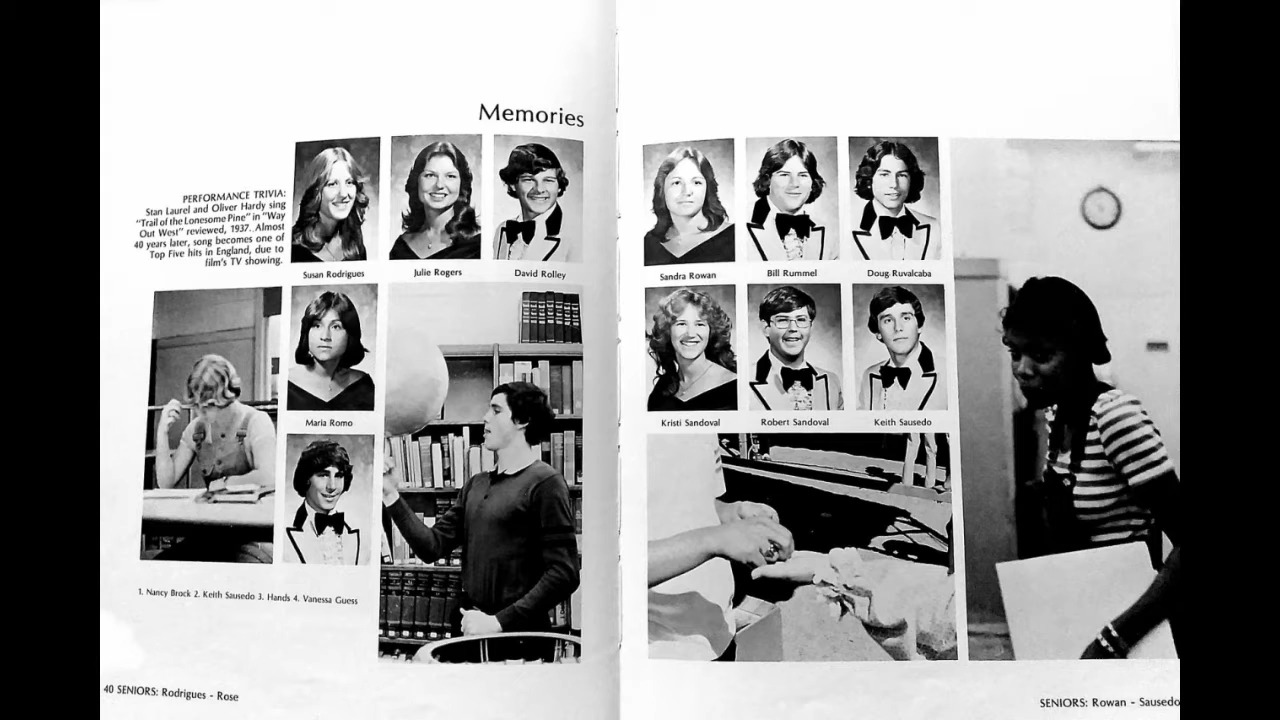 Memories
PERFORMANCE TRIVIA:
Stan Laurel and Oliver Hardy sing
"Trail of the Lonesome Pine" in "Way
Out West" reviewed, 1937. Almost
40 years later, song becomes one of
Top Five hits in England, due to
film's TV showing.
Susan Rodrigues
Julie Rogers
David Rolley
Maria Romo
1. Nancy Brock 2. Keith Sausedo 3. Hands 4. Vanessa Guess
40 SENIORS: Rodrigues - Rose
Sandra Rowan
Bill Rummel
Doug Ruvalcaba
Kristi Sandoval
Robert Sandoval
Keith Sausedo
SENIORS: Rowan - Sausedo